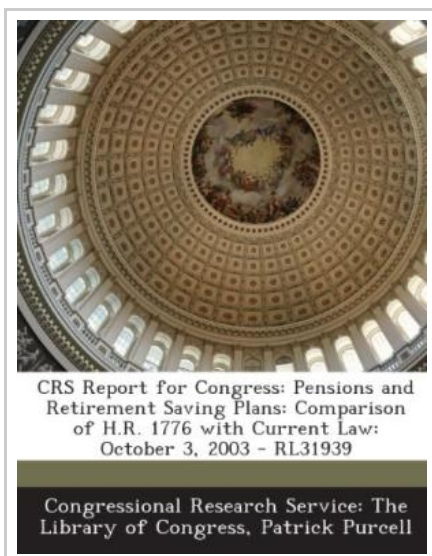 CRS Report for Congress: Pensions and
Retirement Saving Plans: Comparison
of H.R. 1776 with Current Law:
October 3, 2003 - RL31939
Congressional Research Service: The
Library of Congress, Patrick Purcell